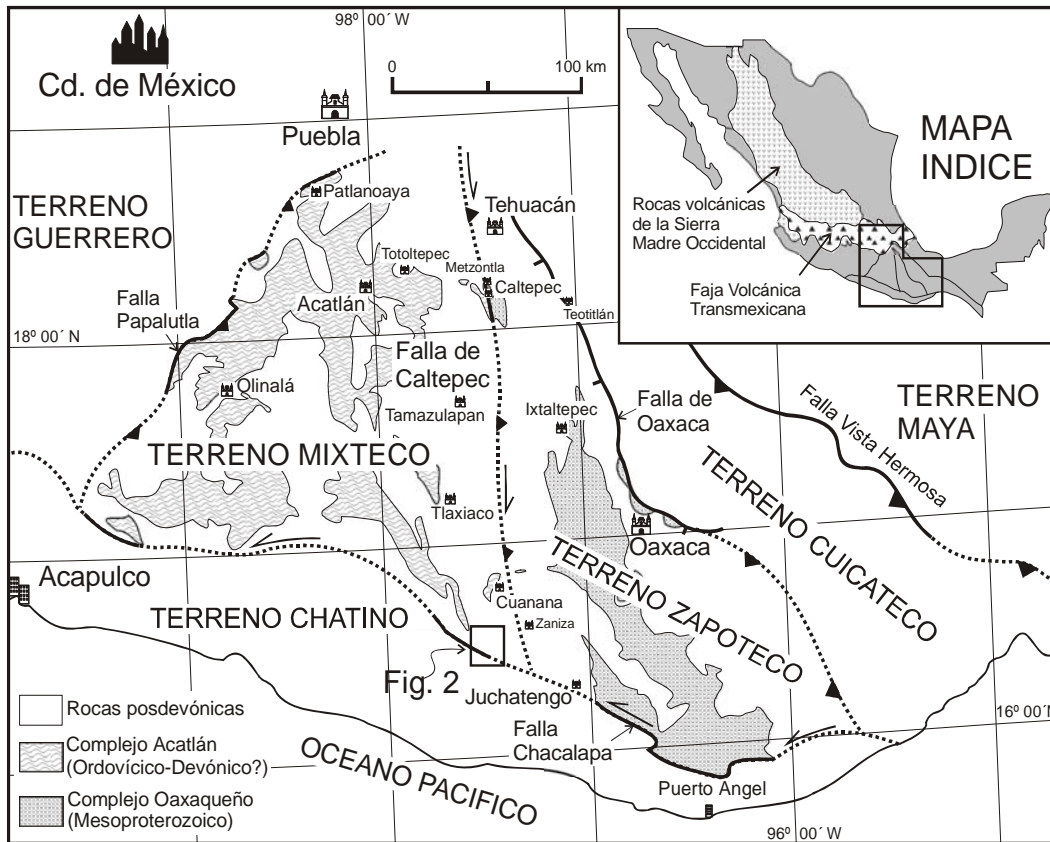 98º 00´ W
Cd. de México
0
100 km
Puebla
MAPA
INDICE
Rocas volcánicas
de la Sierra
Madre Occidental
Faja Volcánica
Transmexicana
TERRENO
GUERRERO
Patlanoaya
Tehuacán
Totoltepec
Metzontla
Caltepec
Acatlán
Teotitlán
Falla
Papalutla
18º 00´ N
Falla de
Caltepec
Olinalá
Tamazulapan
Ixtaltepec
Falla de
Oaxaca
TERRENO
MAYA
Falla Vista Hermosa
TERRENO MIXTECO
Tlaxiaco
Oaxaca
TERRENO CUICATECO
TERRENO ZAPOTECO
Acapulco
TERRENO CHATINO
Cuanana
Zaniza
Fig. 2
Juchatengo
16º 00´ N
Falla
Chacalapa
Rocas posdevónicas
Complejo Acatlán
(Ordovícico-Devónico?)
Complejo Oaxaqueño
(Mesoproterozoico)
OCEANO PACIFICO
Puerto Angel
96º 00´ W